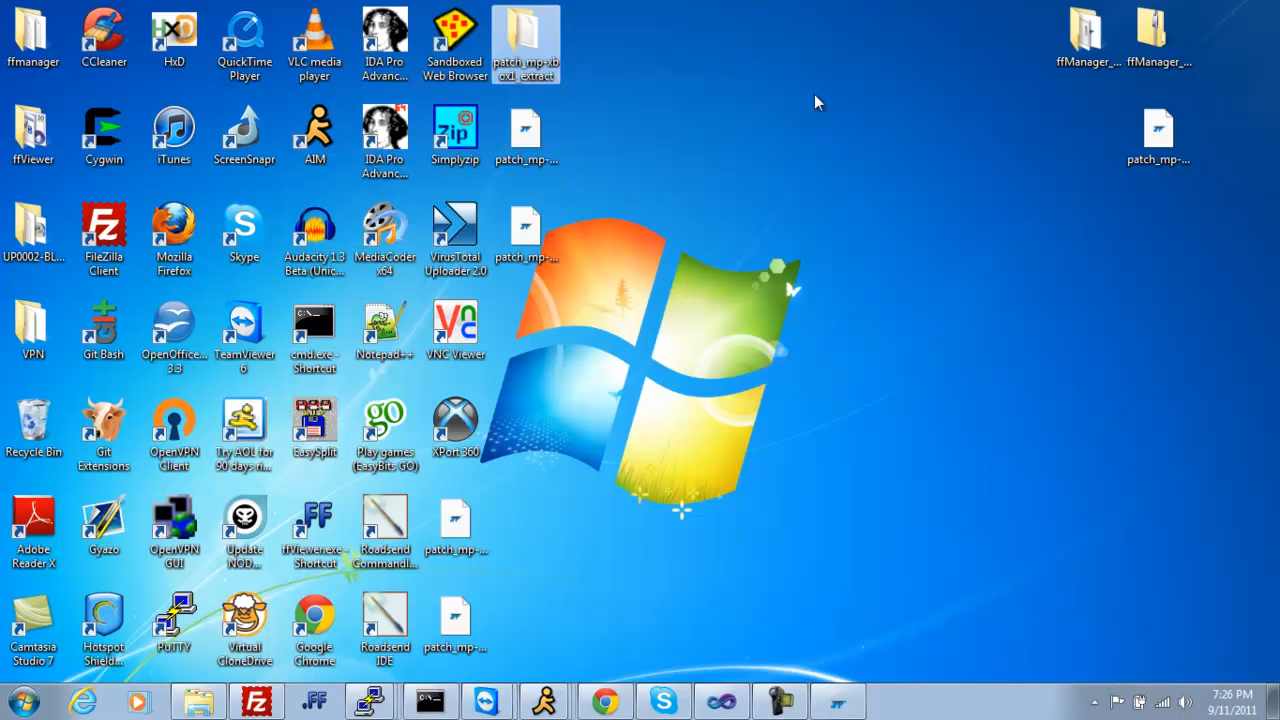 ffmanager
CCleaner
HxD
QuickTime
Player
VLC media
player
IDA Pro
Advanc...
Sandboxed
Web Browser
patch_mp-xb
ox1_extract
ffManager_...
ffManager_...
ffViewer
Cygwin
iTunes
ScreenSnapr
AIM
64
IDA Pro
Advanc...
Zip
Simplyzip
patch_mp-...
patch_mp-...
UP0002-BL...
FileZilla
Client
Mozilla
Firefox
Skype
Audacity 1.3
Beta (Unic...
MediaCoder
x64
VirusTotal
Uploader 2.0
patch_mp-...
VPN
Git Bash
OpenOffice...
3.3
TeamViewer
6
cmd.exe -
Shortcut
Notepad++
VNC Viewer
Recycle Bin
Git
Extensions
OpenVPN
Client
Try AOL for
90 days ri...
EasySplit
go
Play games
(EasyBits GO)
XPort 360
Adobe
Reader X
Gyazo
OpenVPN
GUI
Update
NOD...
.FF
ffViewer.exe -
Shortcut
Roadsend
Commandl...
patch_mp-...
Camtasia
Studio 7
Hotspot
Shield...
PuTTY
Virtual
CloneDrive
Google
Chrome
Roadsend
IDE
patch_mp-...
.FF
7:26 PM
9/11/2011